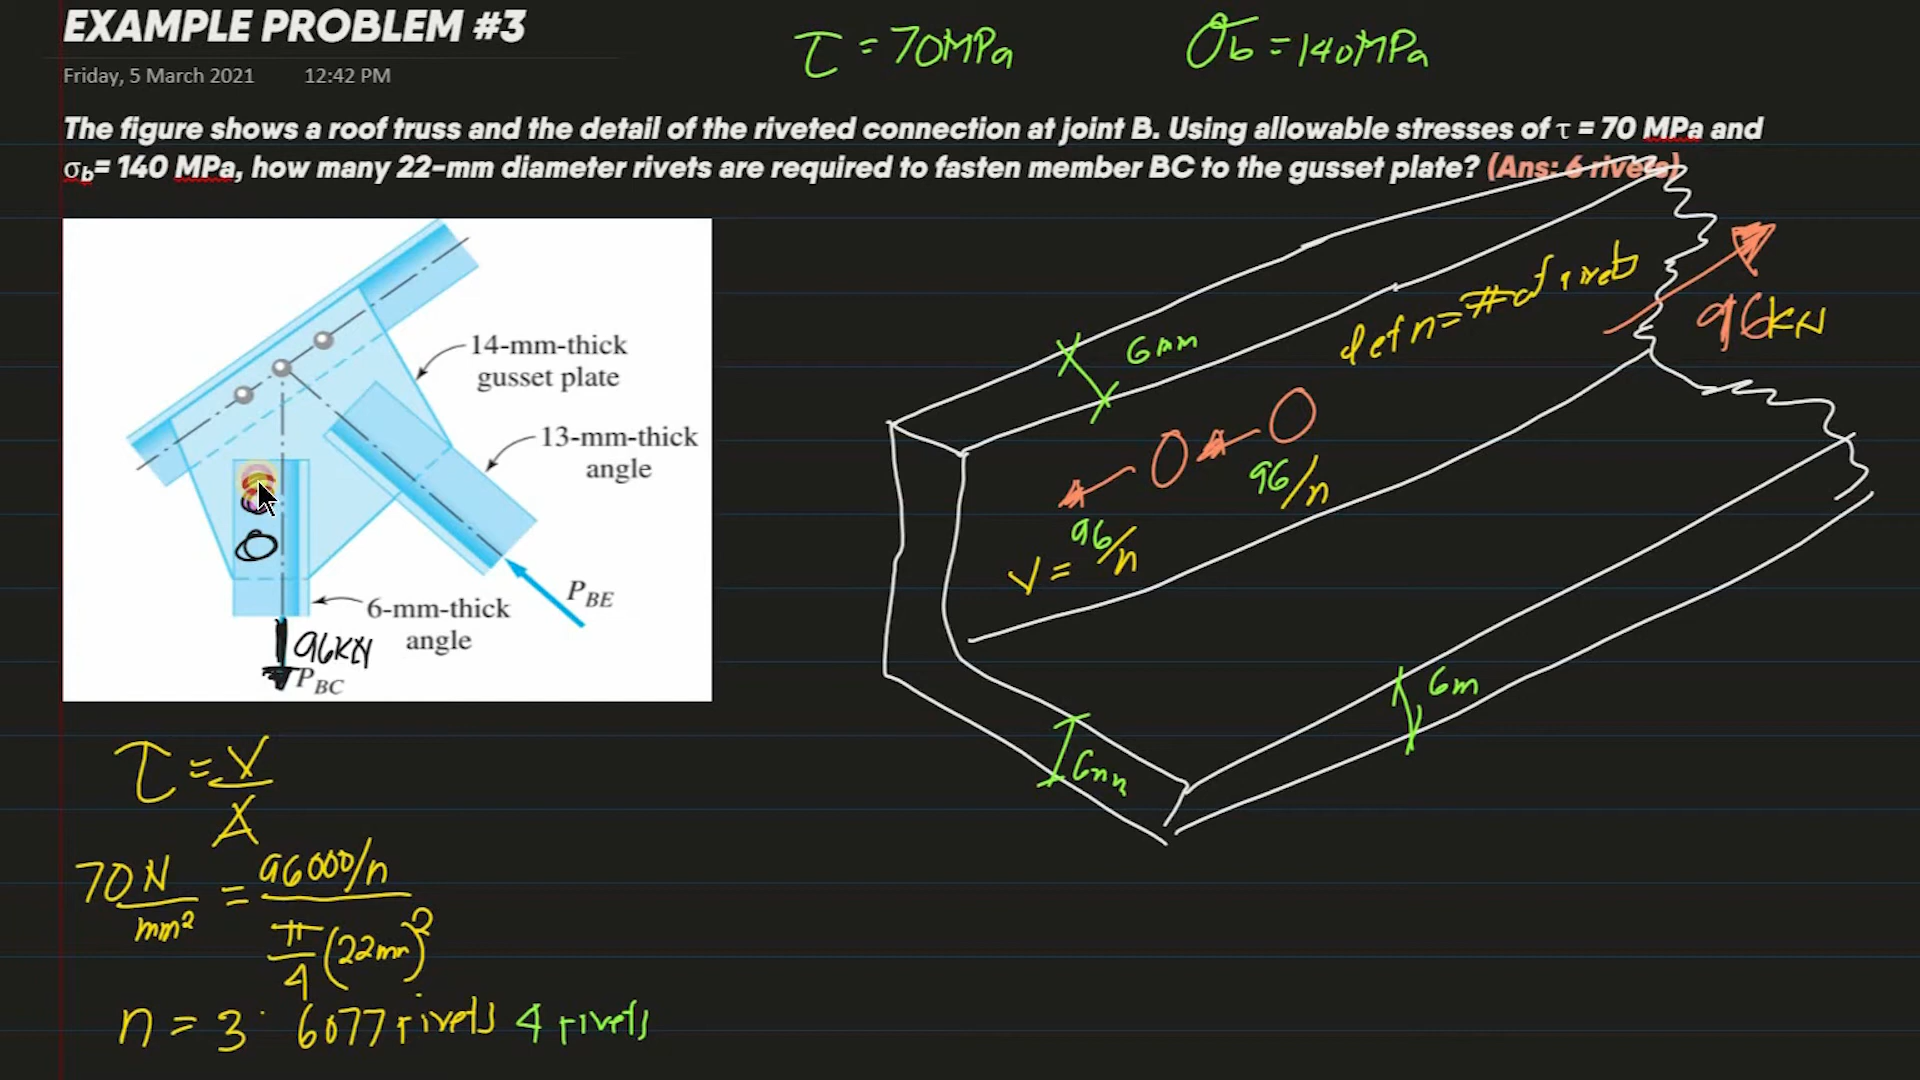 EXAMPLE PROBLEM #3
Friday, 5 March 2021 12:42 PM
τ = 70MPa σb = 140MPa
The figure shows a roof truss and the detail of the riveted connection at joint B. Using allowable stresses of τ = 70 MPa and
σb= 140 MPa, how many 22-mm diameter rivets are required to fasten member BC to the gusset plate? (Ans: 6 rivets)
14-mm-thick
gusset plate
13-mm-thick
angle
6-mm-thick
angle
PBE
96KN
PBC
6mm
let n = # of rivets
96KN
96/n
96/n
V =
6m
6mm
τ = V/A
70N/mm² = 96000/n / π/4 (22mm)²
n = 3.6077 rivets 4 rivets